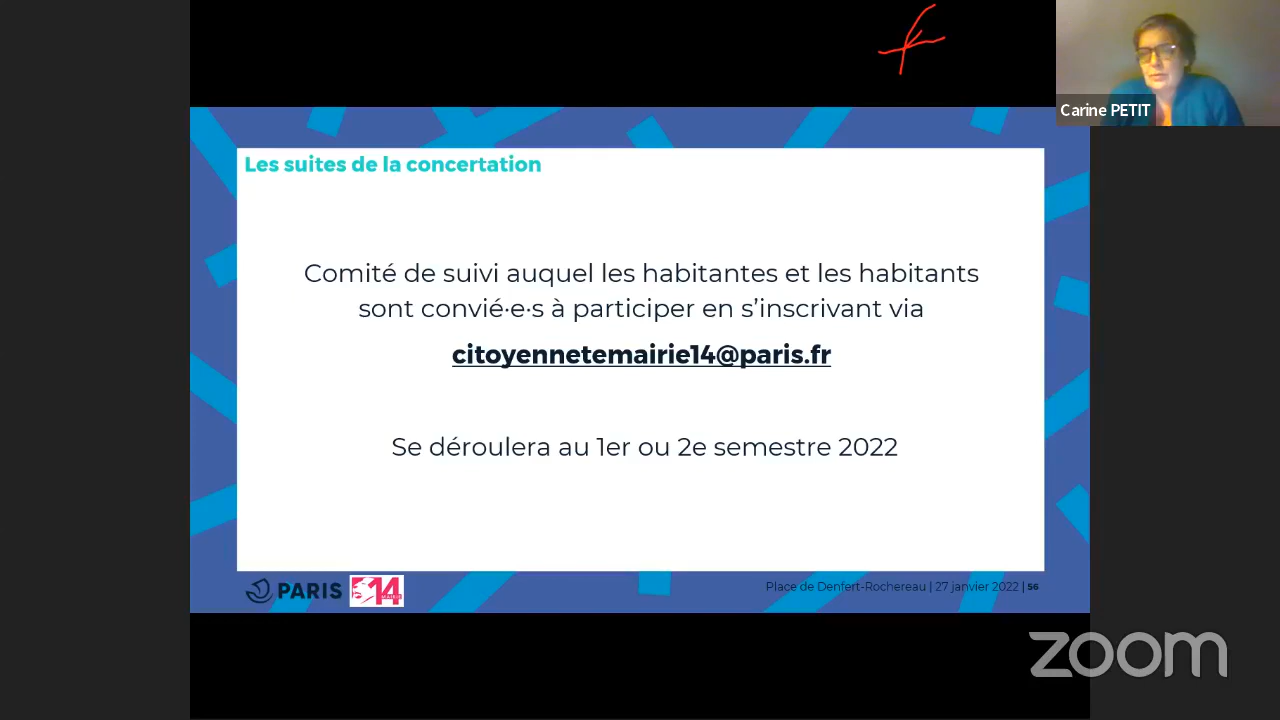 Carine PETIT
Les suites de la concertation
Comité de suivi auquel les habitantes et les habitants
sont convié·e·s à participer en s’inscrivant via
citoyennetemairie14@paris.fr
Se déroulera au 1er ou 2e semestre 2022
PARIS
14
Place de Denfert-Rochereau | 27 janvier 2022 | 56
zoom